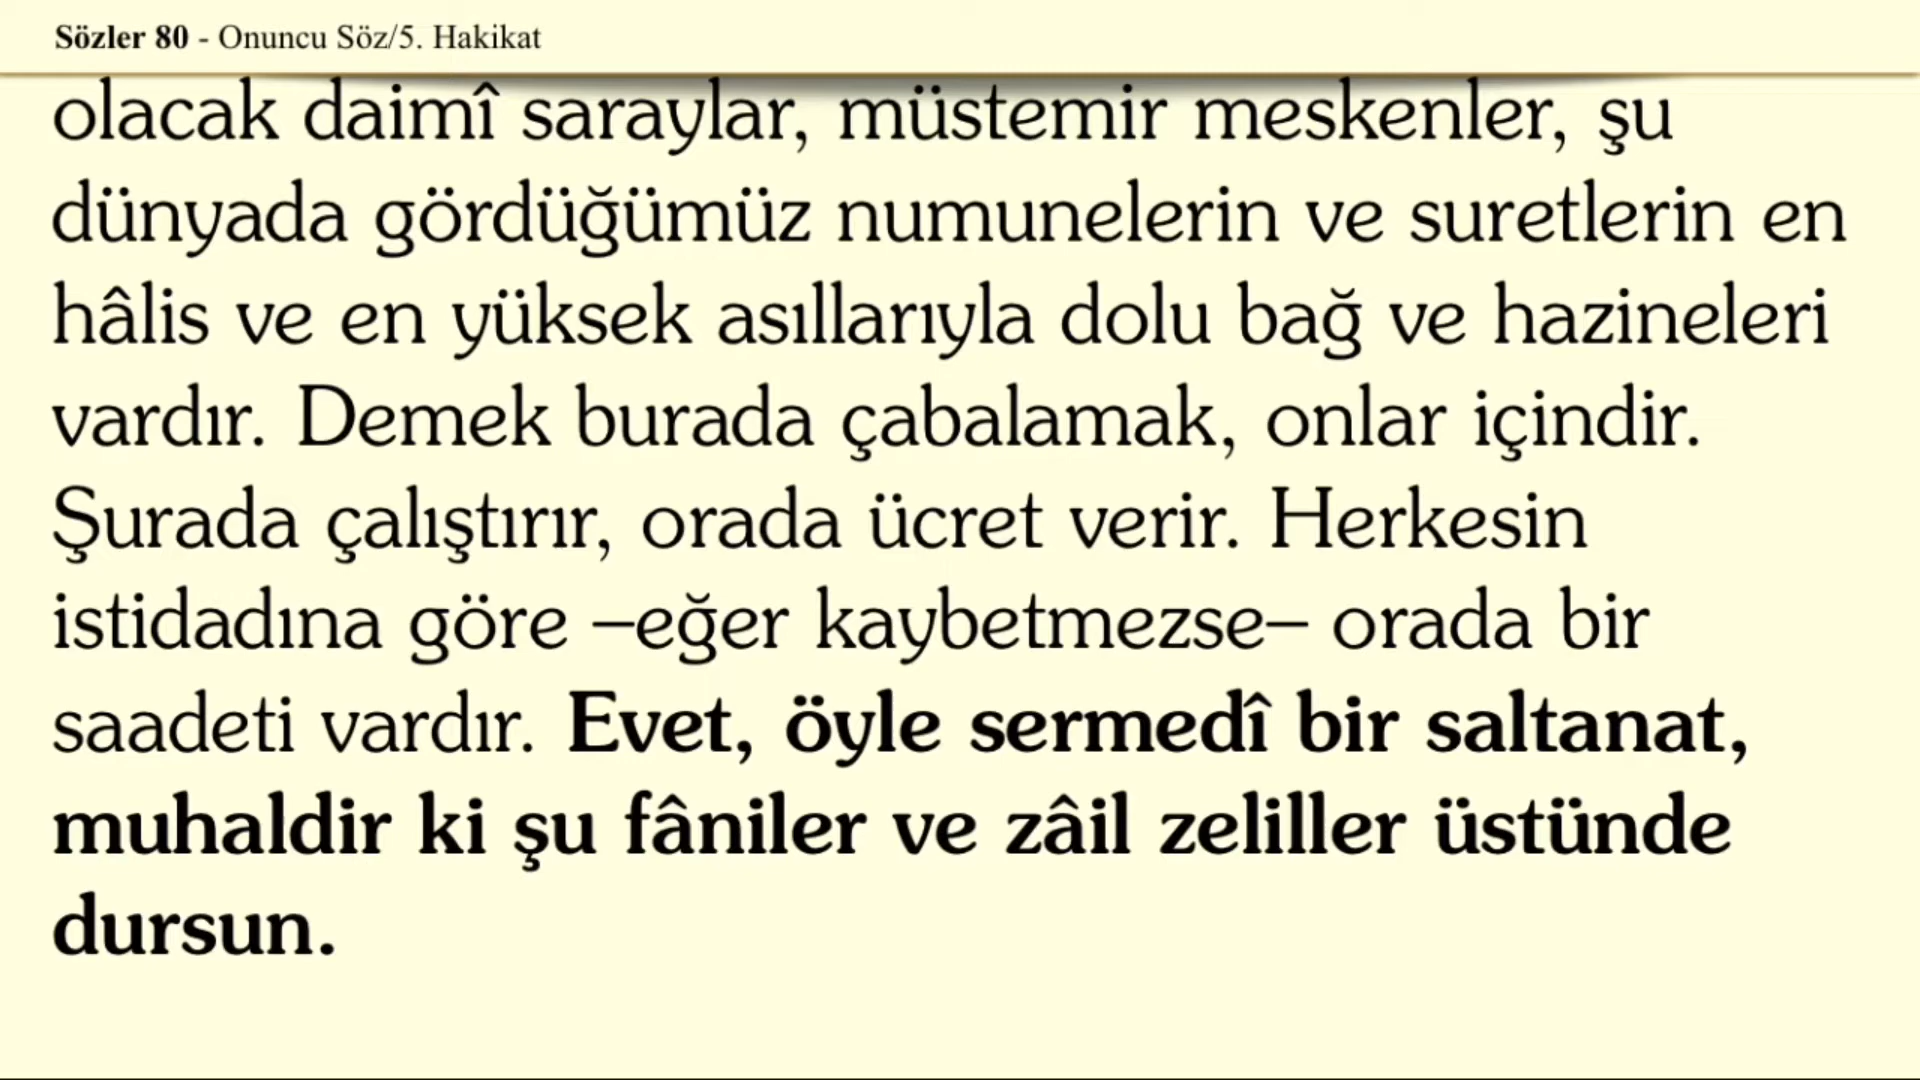 Sözler 80 - Onuncu Söz/5. Hakikat
olacak daimî saraylar, müstemir meskenler, şu
dünyada gördüğümüz numunelerin ve suretlerin en
hâlis ve en yüksek asıllarıyla dolu bağ ve hazineleri
vardır. Demek burada çabalamak, onlar içindir.
Şurada çalıştırır, orada ücret verir. Herkesin
istidadına göre –eğer kaybetmezse– orada bir
saadeti vardır. Evet, öyle sermedî bir saltanat,
muhaldir ki şu fâniler ve zâil zeliller üstünde
dursun.